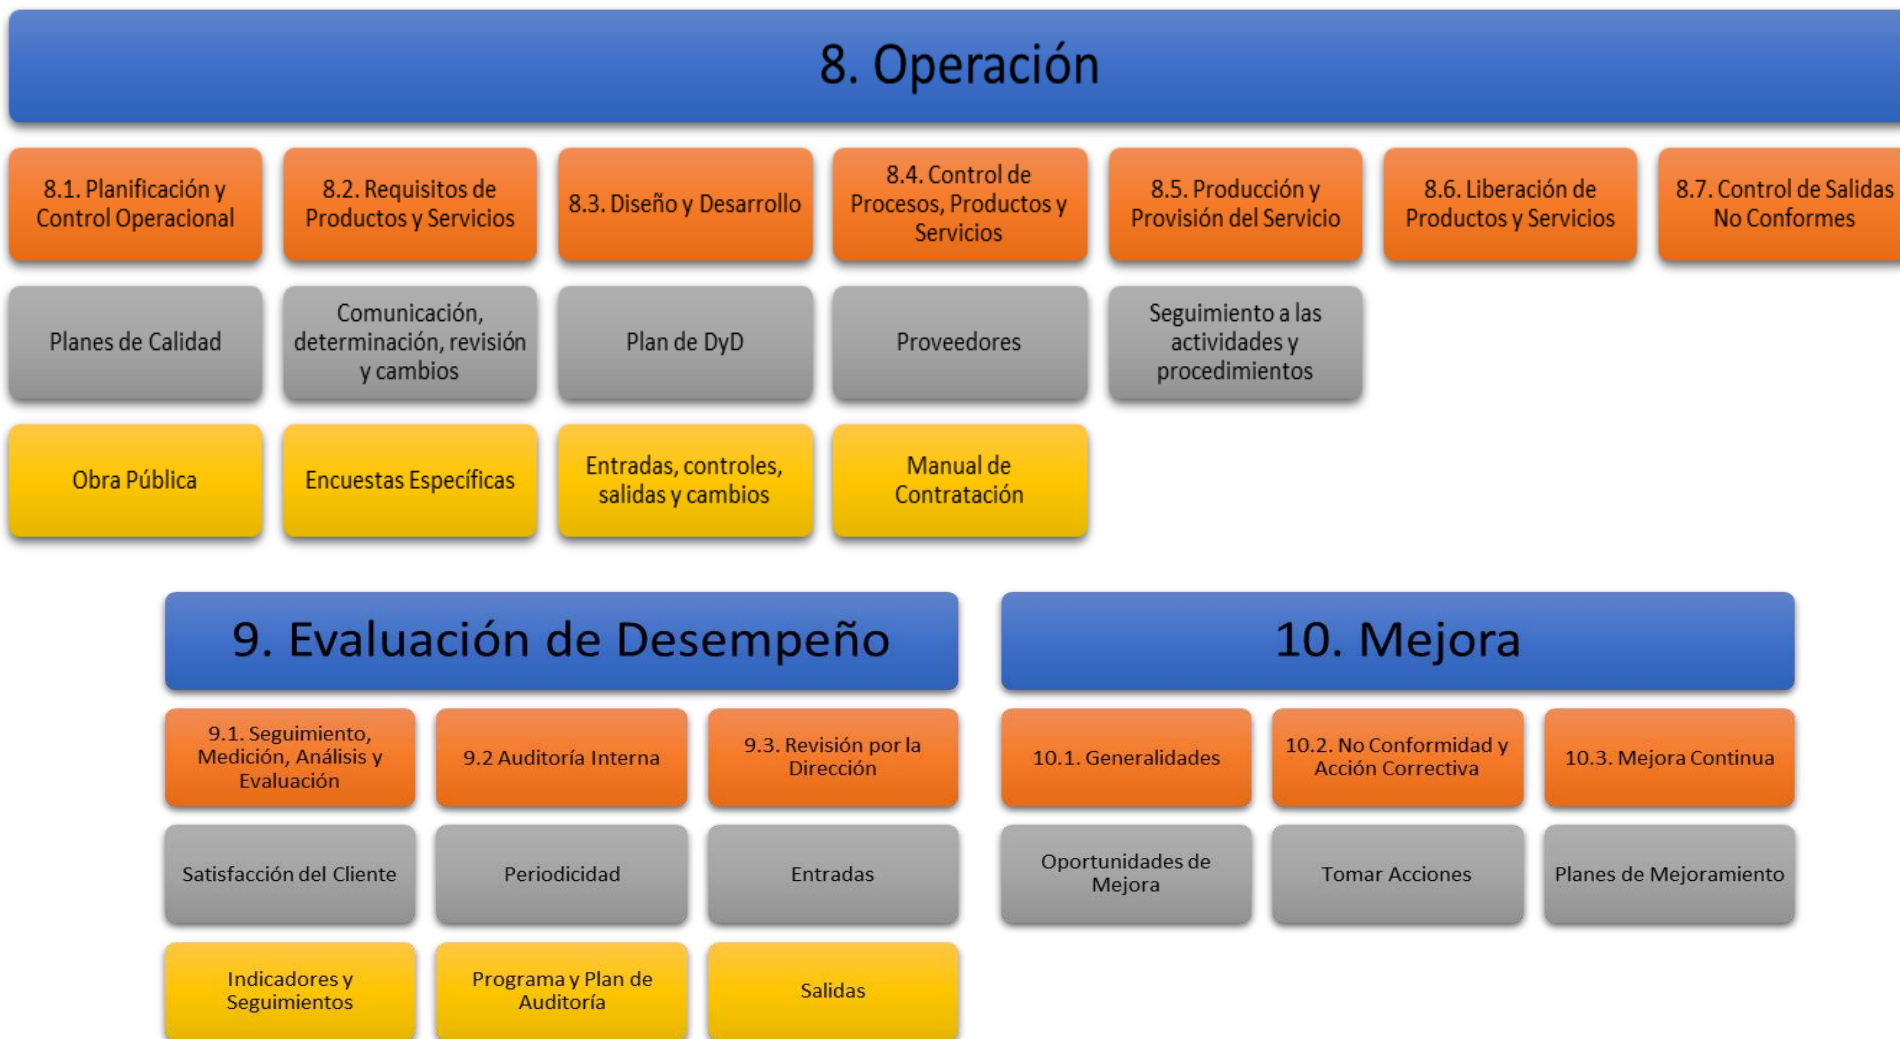 8. Operación
8.1. Planificación y
Control Operacional
8.2. Requisitos de
Productos y Servicios
8.3. Diseño y Desarrollo
8.4. Control de
Procesos, Productos y
Servicios
8.5. Producción y
Provisión del Servicio
8.6. Liberación de
Productos y Servicios
8.7. Control de Salidas
No Conformes
Planes de Calidad
Comunicación,
determinación, revisión
y cambios
Plan de DyD
Proveedores
Seguimiento a las
actividades y
procedimientos
Obra Pública
Encuestas Específicas
Entradas, controles,
salidas y cambios
Manual de
Contratación
9. Evaluación de Desempeño
9.1. Seguimiento,
Medición, Análisis y
Evaluación
9.2 Auditoría Interna
9.3. Revisión por la
Dirección
Satisfacción del Cliente
Periodicidad
Entradas
Indicadores y
Seguimientos
Programa y Plan de
Auditoría
Salidas
10. Mejora
10.1. Generalidades
10.2. No Conformidad y
Acción Correctiva
10.3. Mejora Continua
Oportunidades de
Mejora
Tomar Acciones
Planes de Mejoramiento